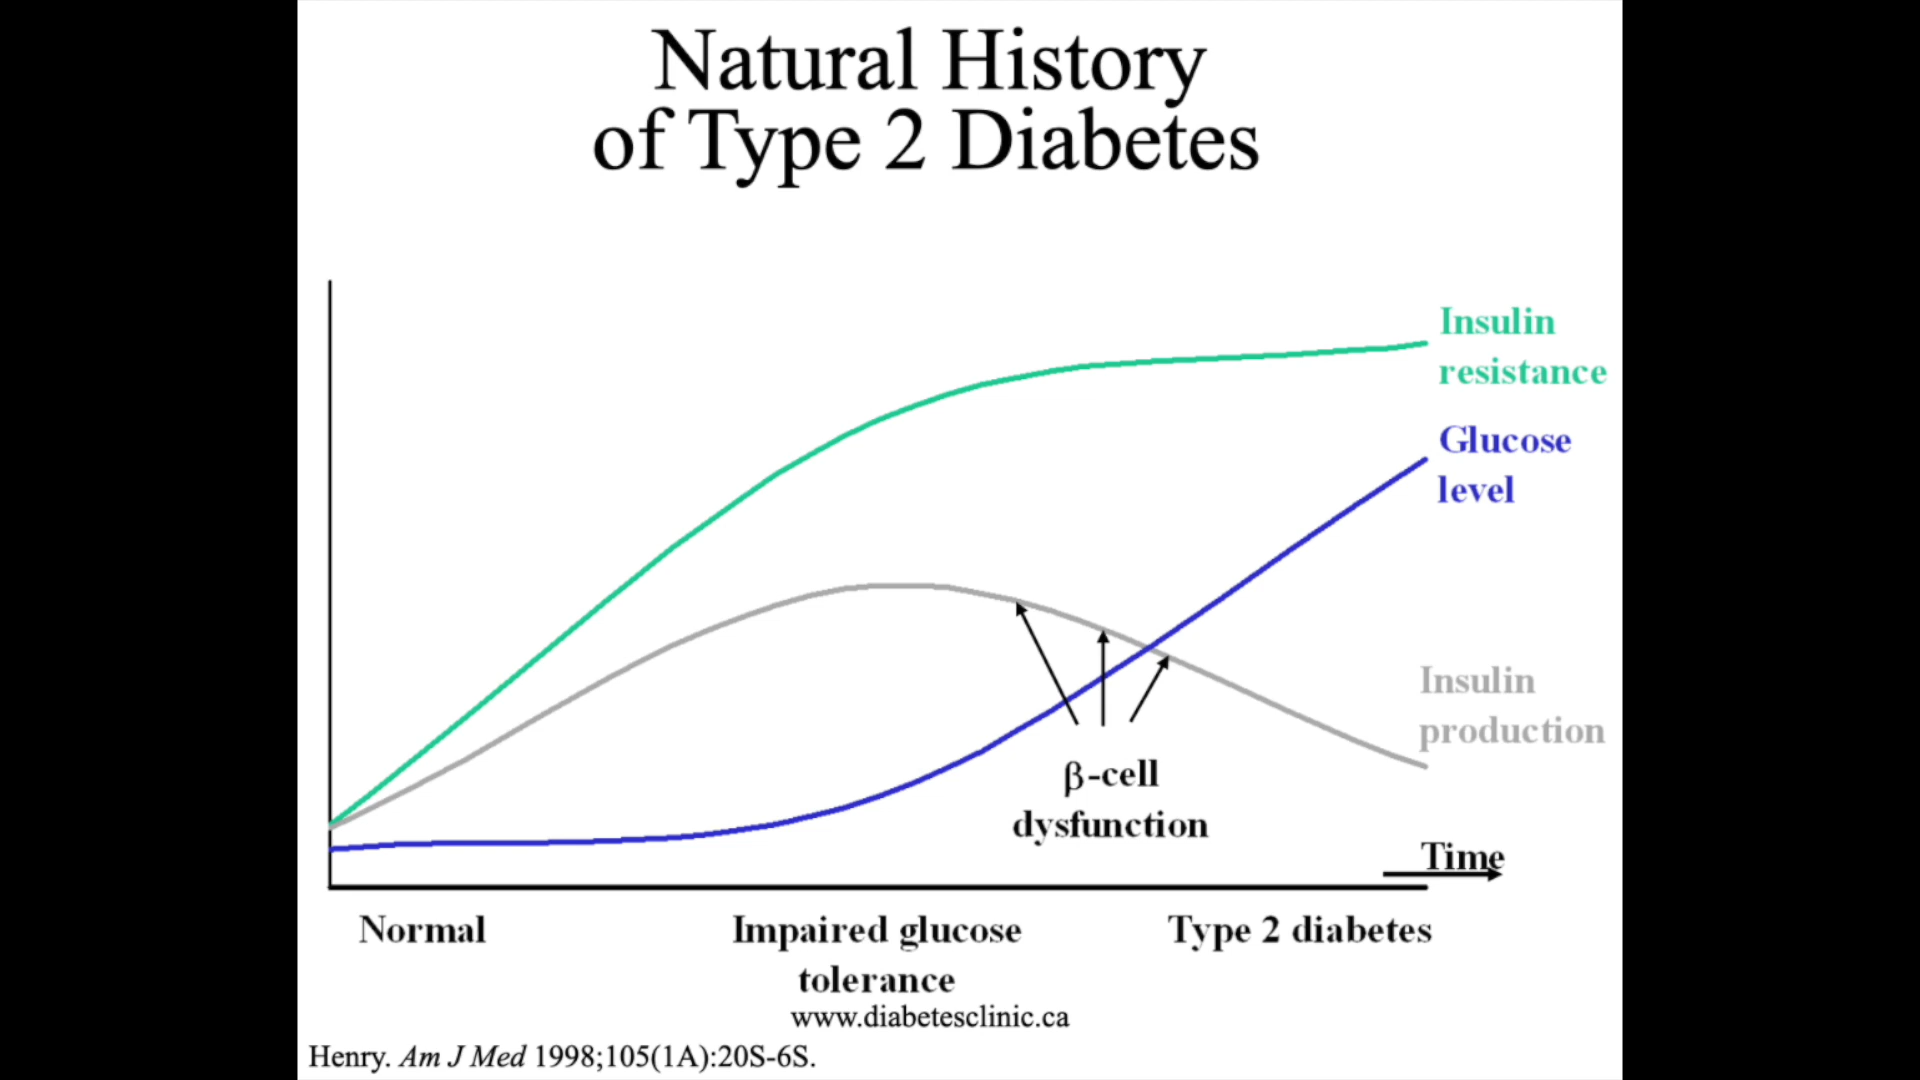 Natural History
of Type 2 Diabetes
Insulin
resistance
Glucose
level
Insulin
production
β-cell
dysfunction
Time
Normal
Impaired glucose
tolerance
Type 2 diabetes
www.diabetesclinic.ca
Henry. Am J Med 1998;105(1A):20S-6S.